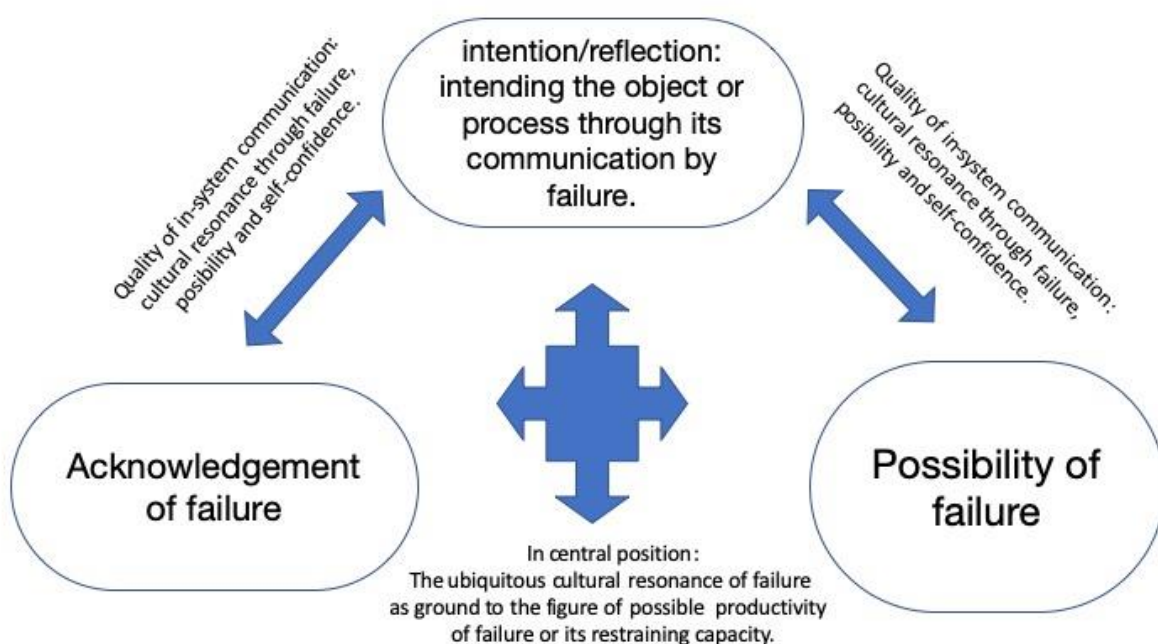 Quality of in-system communication:
cultural resonance through failure,
posibility and self-confidence.
intention/reflection:
intending the object or
process through its
communication by
failure.
Quality of in-system communication:
cultural resonance through failure,
posibility and self-confidence.
Acknowledgement
of failure
Possibility of
failure
In central position:
The ubiquitous cultural resonance of failure
as ground to the figure of possible productivity
of failure or its restraining capacity.